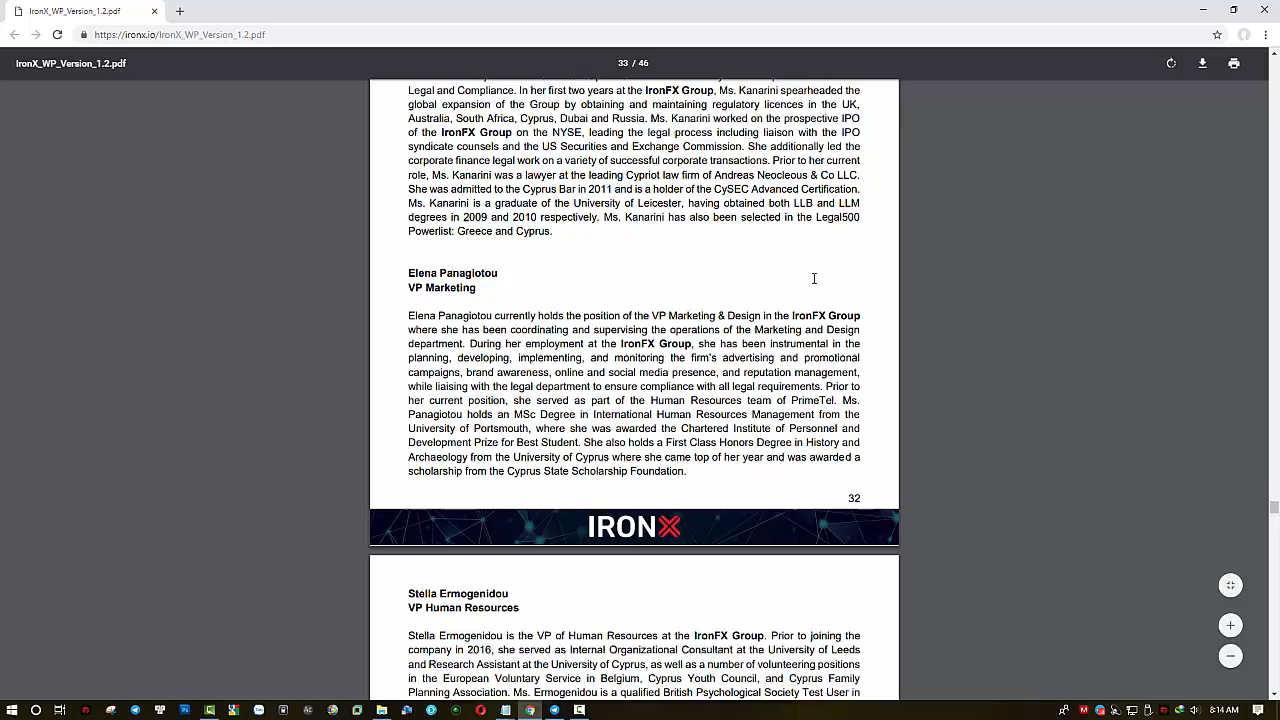 IronX_WP_Version_1.2.pdf
https://ironx.io/IronX_WP_Version_1.2.pdf
IronX_WP_Version_1.2.pdf
33 / 46
Legal and Compliance. In her first two years at the IronFX Group, Ms. Kanarini spearheaded the
global expansion of the Group by obtaining and maintaining regulatory licences in the UK,
Australia, South Africa, Cyprus, Dubai and Russia. Ms. Kanarini worked on the prospective IPO
of the IronFX Group on the NYSE, leading the legal process including liaison with the IPO
syndicate counsels and the US Securities and Exchange Commission. She additionally led the
corporate finance legal work on a variety of successful corporate transactions. Prior to her current
role, Ms. Kanarini was a lawyer at the leading Cypriot law firm of Andreas Neocleous & Co LLC.
She was admitted to the Cyprus Bar in 2011 and is a holder of the CySEC Advanced Certification.
Ms. Kanarini is a graduate of the University of Leicester, having obtained both LLB and LLM
degrees in 2009 and 2010 respectively. Ms. Kanarini has also been selected in the Legal500
Powerlist: Greece and Cyprus.
Elena Panagiotou
VP Marketing
Elena Panagiotou currently holds the position of the VP Marketing & Design in the IronFX Group
where she has been coordinating and supervising the operations of the Marketing and Design
department. During her employment at the IronFX Group, she has been instrumental in the
planning, developing, implementing, and monitoring the firm's advertising and promotional
campaigns, brand awareness, online and social media presence, and reputation management,
while liaising with the legal department to ensure compliance with all legal requirements. Prior to
her current position, she served as part of the Human Resources team of PrimeTel. Ms.
Panagiotou holds an MSc Degree in International Human Resources Management from the
University of Portsmouth, where she was awarded the Chartered Institute of Personnel and
Development Prize for Best Student. She also holds a First Class Honors Degree in History and
Archaeology from the University of Cyprus where she came top of her year and was awarded a
scholarship from the Cyprus State Scholarship Foundation.
32
IRONX
Stella Ermogenidou
VP Human Resources
Stella Ermogenidou is the VP of Human Resources at the IronFX Group. Prior to joining the
company in 2016, she served as Internal Organizational Consultant at the University of Leeds
and Research Assistant at the University of Cyprus, as well as a number of volunteering positions
in the European Voluntary Service in Belgium, Cyprus Youth Council, and Cyprus Family
Planning Association. Ms. Ermogenidou is a qualified British Psychological Society Test User in
8:14 AM